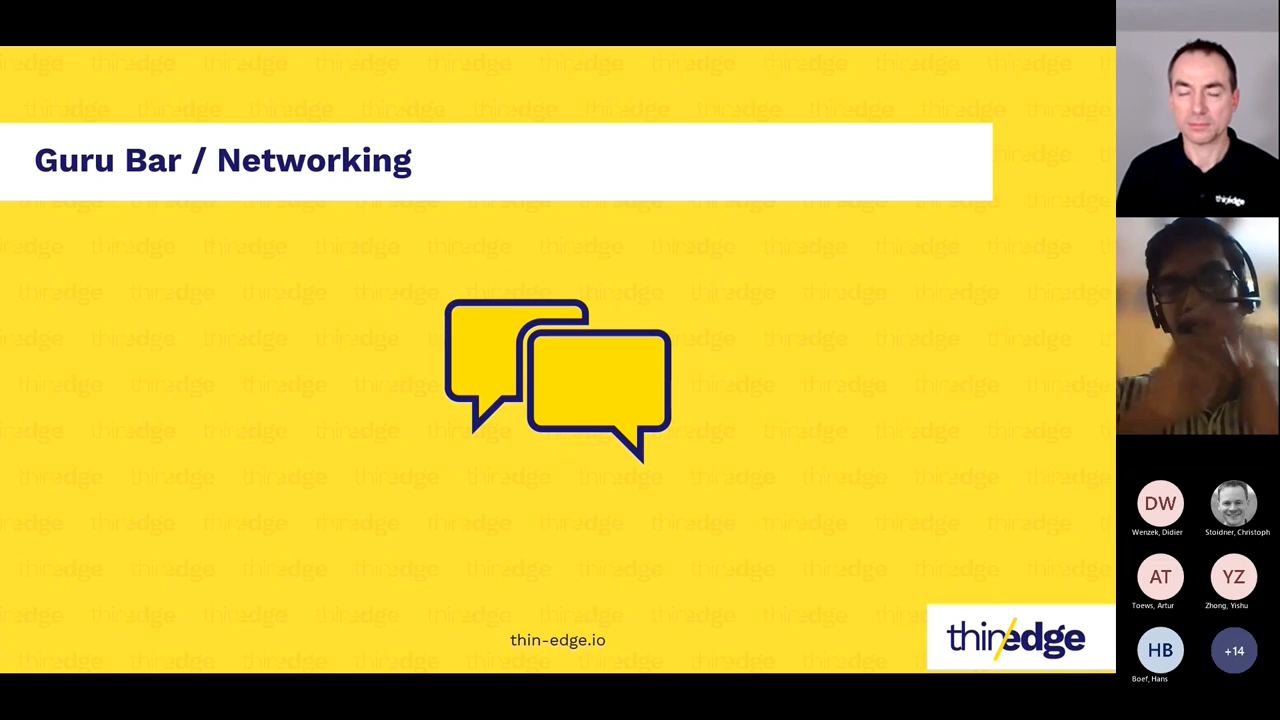 Guru Bar / Networking
thin-edge.io
thin/edge
thinedge
DW
Wenzek, Didier
Stoidner, Christoph
AT
YZ
Toews, Artur
Zhong, Yishu
HB
+14
Boef, Hans